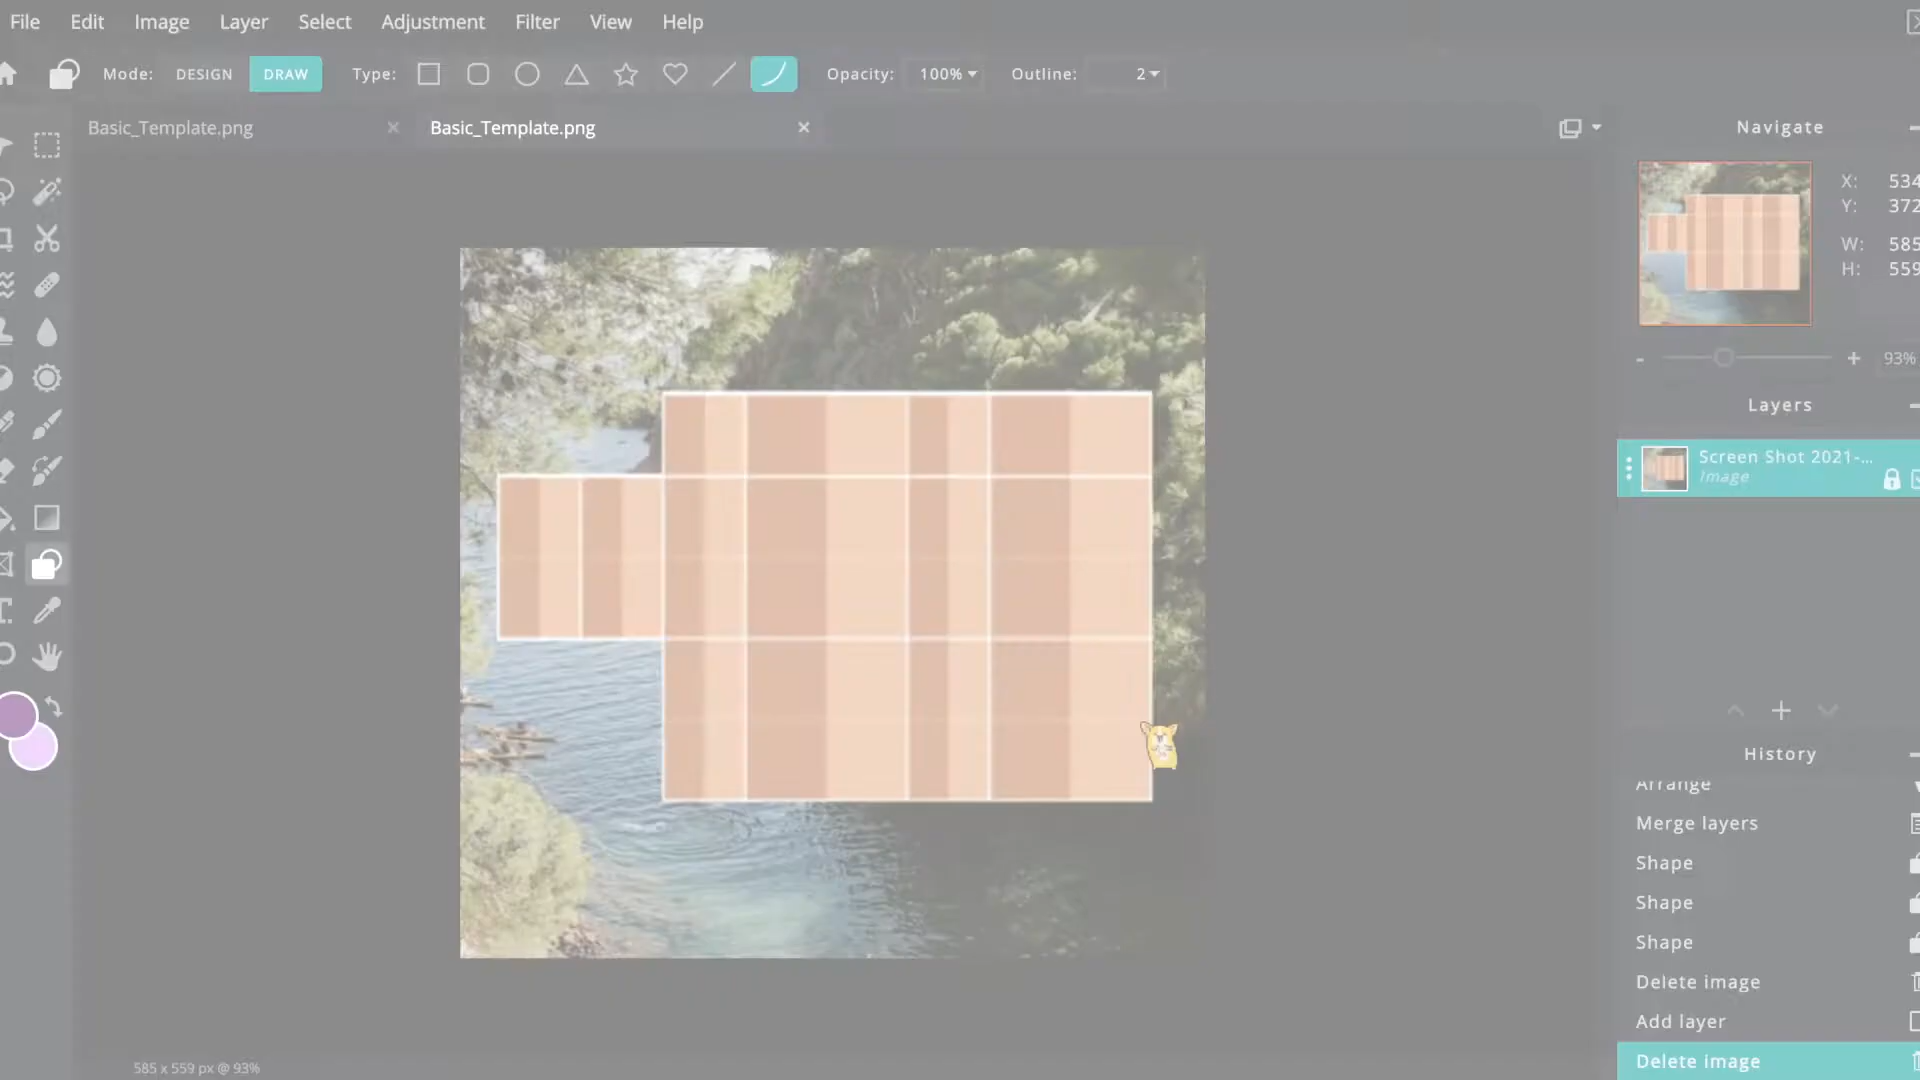 File Edit Image Layer Select Adjustment Filter View Help
Mode: DESIGN DRAW Type: Opacity: 100% Outline: 2
Basic_Template.png Basic_Template.png
Navigate
X: 534
Y: 372
W: 585
H: 559
- + 93%
Layers
Screen Shot 2021-...
Image
History
Arrange
Merge layers
Shape
Shape
Shape
Delete image
Add layer
Delete image
585 x 559 px @ 93%